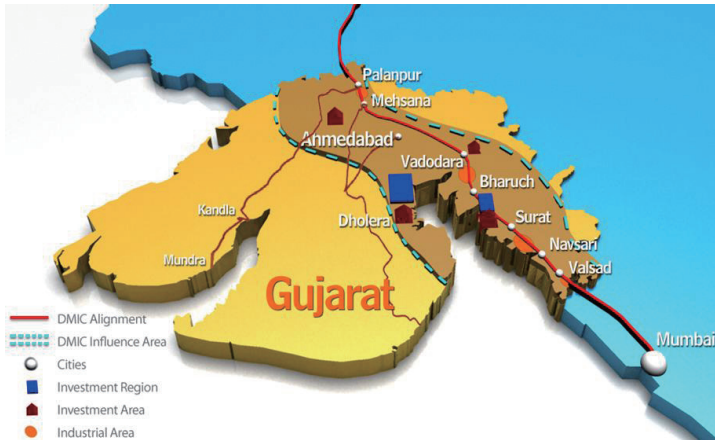 Palanpur
Mehsana
Ahmedabad
Vadodara
Bharuch
Kandla
Dholera
Surat
Mundra
Navsari
Valsad
Gujarat
Mumbai
DMIC Alignment
DMIC Influence Area
Cities
Investment Region
Investment Area
Industrial Area